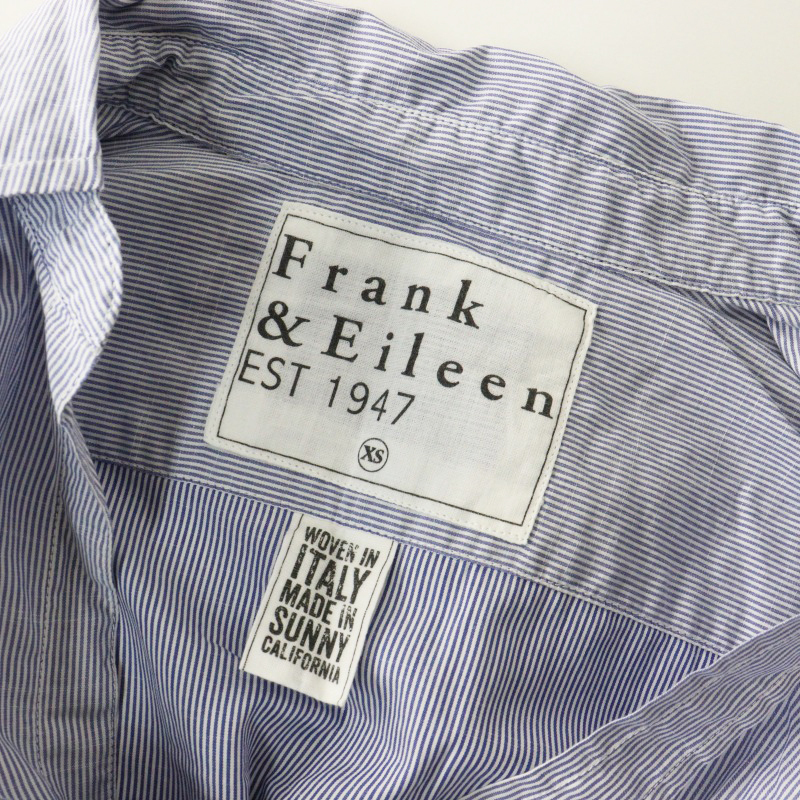 Frank
& Eileen
EST 1947
XS
WOVEN IN
ITALY
MADE IN
SUNNY
CALIFORNIA